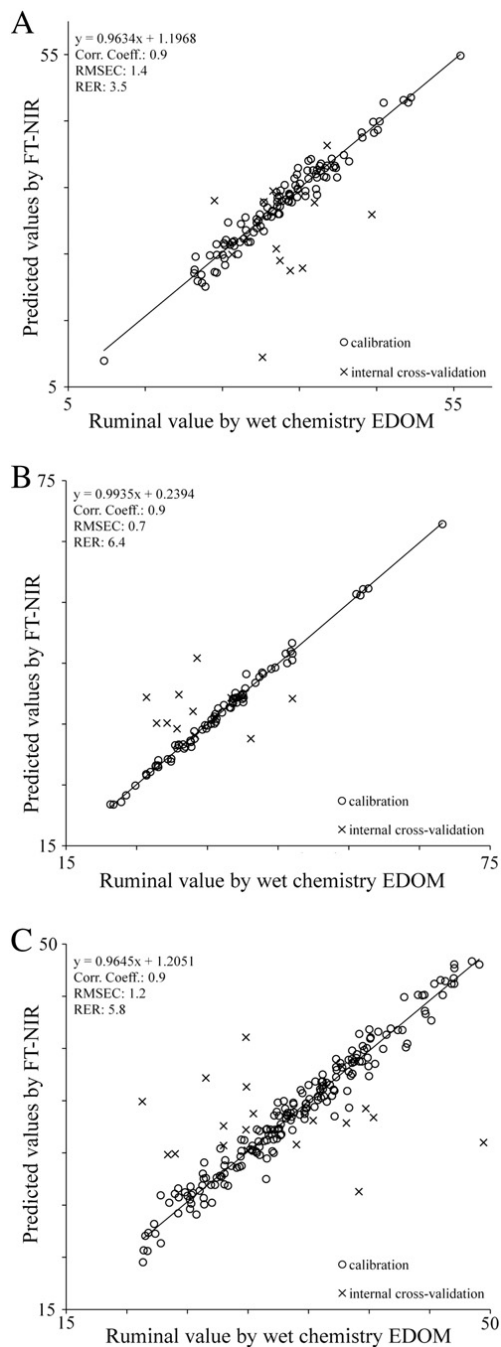 A
55
y = 0.9634x + 1.1968
Corr. Coeff.: 0.9
RMSEC: 1.4
RER: 3.5
Predicted values by FT-NIR
calibration
internal cross-validation
5
5
55
Ruminal value by wet chemistry EDOM
B
75
y = 0.9935x + 0.2394
Corr. Coeff.: 0.9
RMSEC: 0.7
RER: 6.4
Predicted values by FT-NIR
calibration
internal cross-validation
15
15
75
Ruminal value by wet chemistry EDOM
C
50
y = 0.9645x + 1.2051
Corr. Coeff.: 0.9
RMSEC: 1.2
RER: 5.8
Predicted values by FT-NIR
calibration
internal cross-validation
15
15
50
Ruminal value by wet chemistry EDOM